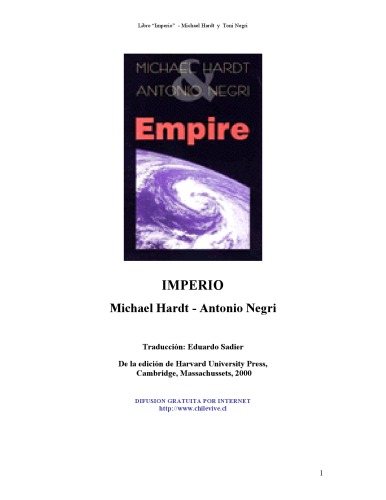 Libro "Imperio" - Michael Hardt y Toni Negri
MICHAEL HARDT
&
ANTONIO NEGRI
Empire
IMPERIO
Michael Hardt - Antonio Negri
Traducción: Eduardo Sadier
De la edición de Harvard University Press,
Cambridge, Massachussets, 2000
DIFUSION GRATUITA POR INTERNET
http://www.chilevive.cl
1